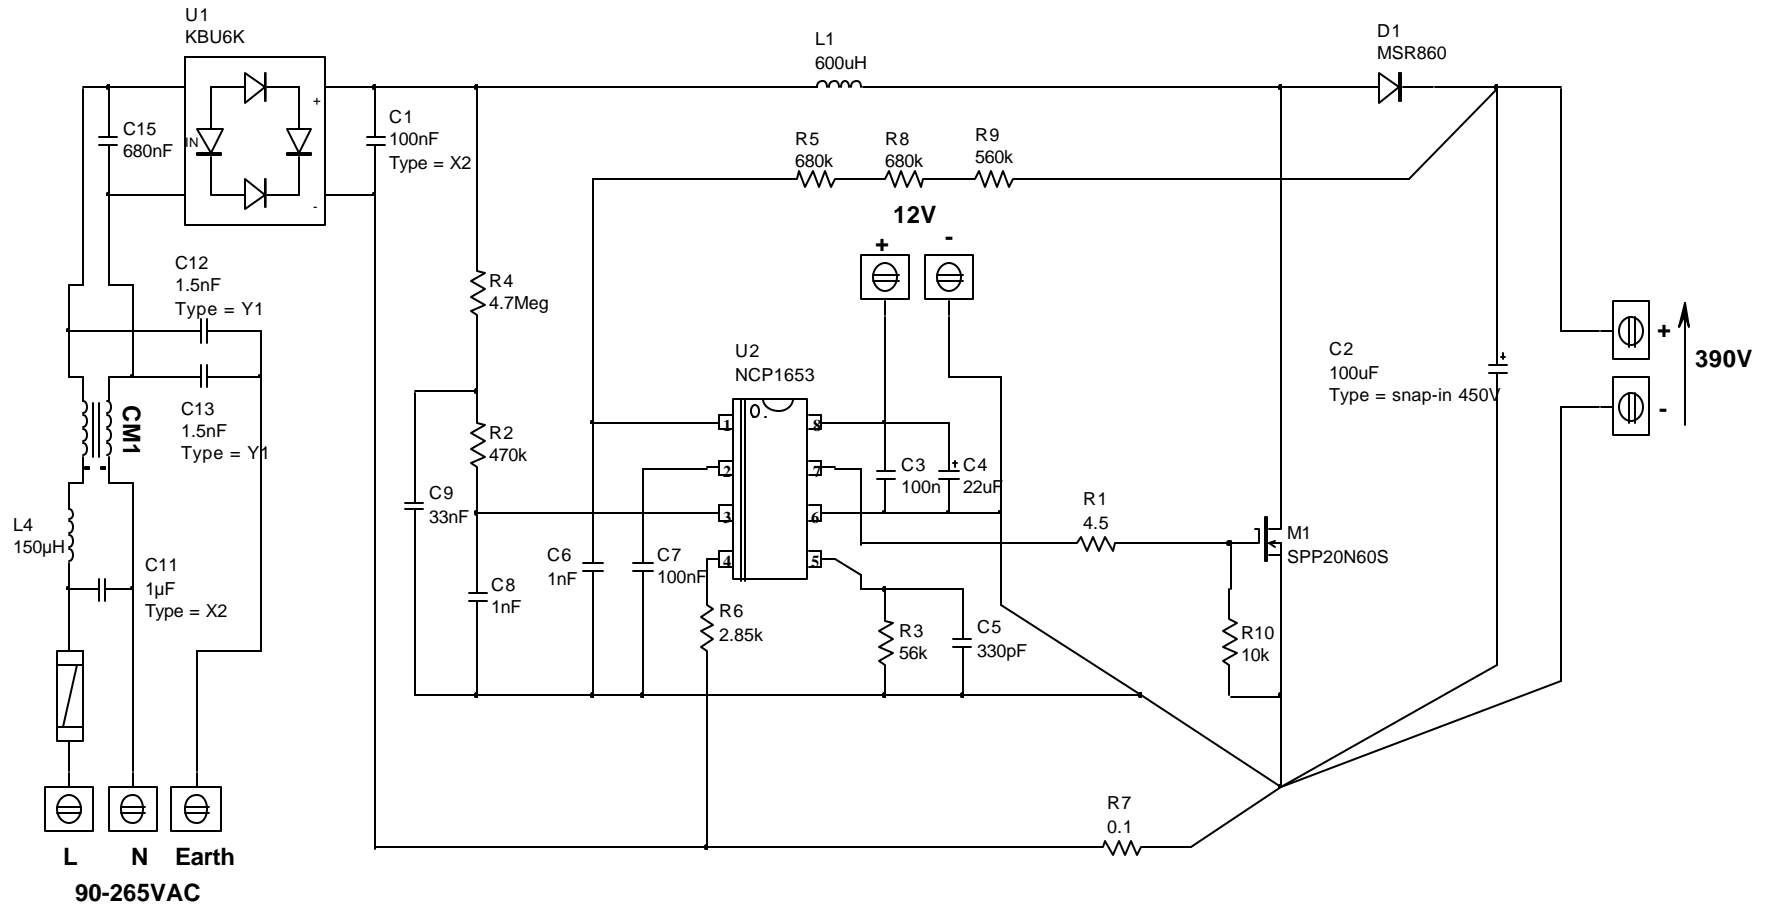 U1
KBU6K
L1
600uH
D1
MSR860
C15
680nF
IN
+
-
C1
100nF
Type = X2
R5
680k
R8
680k
R9
560k
12V
+
-
C12
1.5nF
Type = Y1
R4
4.7Meg
C13
1.5nF
Type = Y1
CM1
U2
NCP1653
0.
1
2
3
4
8
7
6
5
R2
470k
C9
33nF
C3
100n
+
C4
22uF
R1
4.5
M1
SPP20N60S
C2
100uF
Type = snap-in 450V
+
+
-
390V
L4
150µH
C11
1µF
Type = X2
C6
1nF
C7
100nF
C8
1nF
R6
2.85k
R3
56k
C5
330pF
R10
10k
R7
0.1
L
N
Earth
90-265VAC